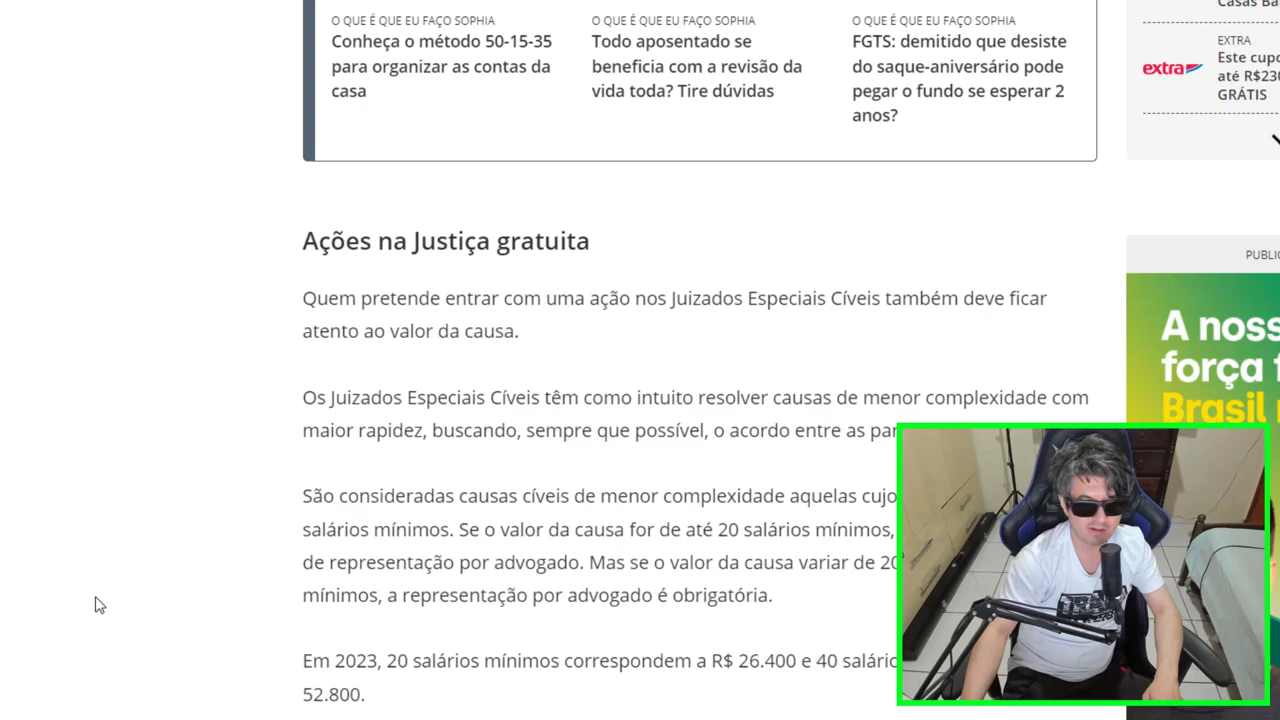 O QUE É QUE EU FAÇO SOPHIA
Conheça o método 50-15-35
para organizar as contas da
casa
O QUE É QUE EU FAÇO SOPHIA
Todo aposentado se
beneficia com a revisão da
vida toda? Tire dúvidas
O QUE É QUE EU FAÇO SOPHIA
FGTS: demitido que desiste
do saque-aniversário pode
pegar o fundo se esperar 2
anos?
Casas
extra
EXTRA
Este
até
GRÁTIS
Ações na Justiça gratuita
Quem pretende entrar com uma ação nos Juizados Especiais Cíveis também deve ficar
atento ao valor da causa.
Os Juizados Especiais Cíveis têm como intuito resolver causas de menor complexidade com
maior rapidez, buscando, sempre que possível, o acordo entre as
São consideradas causas cíveis de menor complexidade aquelas cujo
salários mínimos. Se o valor da causa for de até 20 salários mínimos,
de representação por advogado. Mas se o valor da causa variar de 20
mínimos, a representação por advogado é obrigatória.
Em 2023, 20 salários mínimos correspondem a R$ 26.400 e 40
52.800.
A
força
Brasil